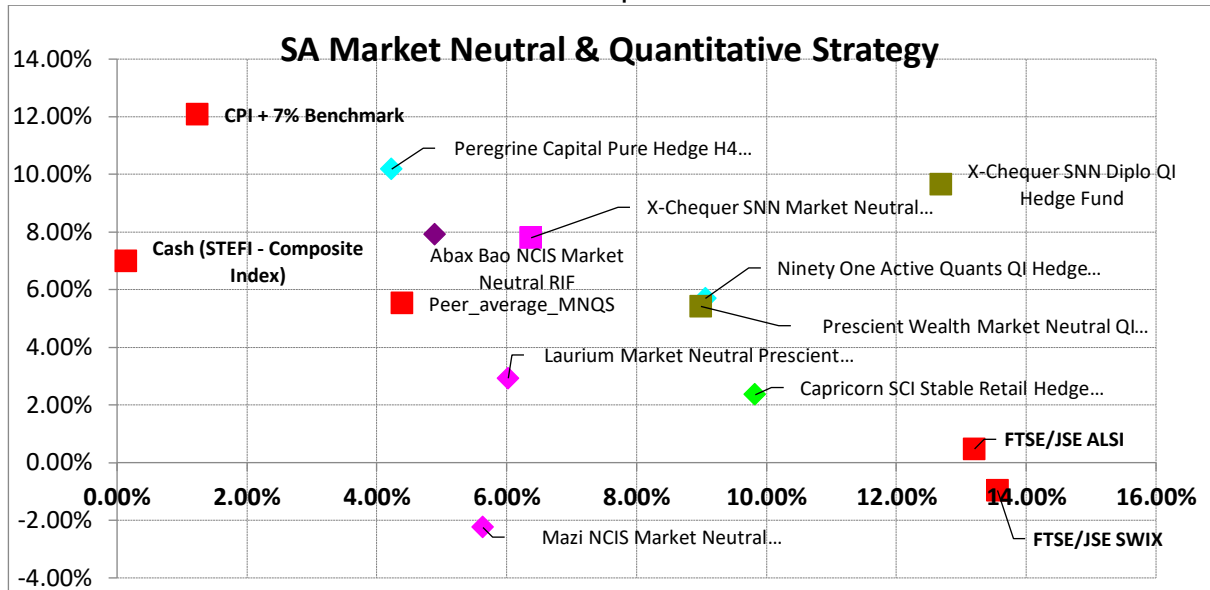 SA Market Neutral & Quantitative Strategy
14.00%
12.00%
10.00%
8.00%
6.00%
4.00%
2.00%
0.00%
-2.00%
-4.00%
CPI + 7% Benchmark
Peregrine Capital Pure Hedge H4...
X-Chequer SNN Diplo QI
Hedge Fund
X-Chequer SNN Market Neutral...
Cash (STEFI - Composite
Index)
Abax Bao NCIS Market
Neutral RIF
Ninety One Active Quants QI Hedge...
Peer_average_MNQS
Prescient Wealth Market Neutral QI...
Laurium Market Neutral Prescient...
Capricorn SCI Stable Retail Hedge...
FTSE/JSE ALSI
0.00% 2.00% 4.00% 6.00% 8.00% 10.00% 12.00% 14.00% 16.00%
Mazi NCIS Market Neutral...
FTSE/JSE SWIX